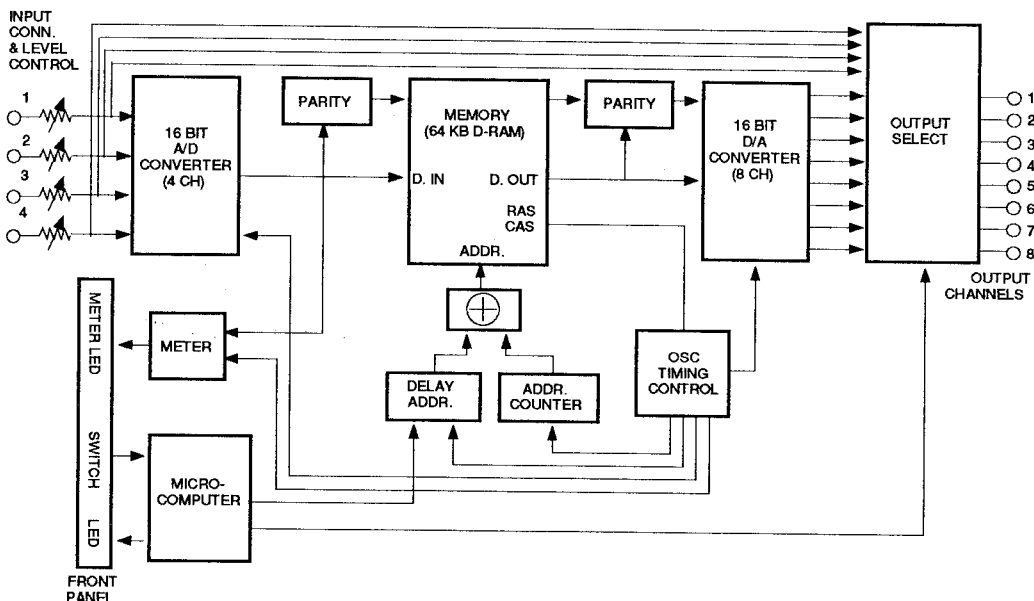 INPUT
CONN.
& LEVEL
CONTROL
1
2
3
4
16 BIT
A/D
CONVERTER
(4 CH)
PARITY
MEMORY
(64 KB D-RAM)
D. IN
D. OUT
RAS
CAS
ADDR.
PARITY
16 BIT
D/A
CONVERTER
(8 CH)
OUTPUT
SELECT
1
2
3
4
5
6
7
8
OUTPUT
CHANNELS
METER LED
SWITCH
LED
METER
DELAY
ADDR.
ADDR.
COUNTER
OSC
TIMING
CONTROL
MICRO-
COMPUTER
FRONT
PANEL